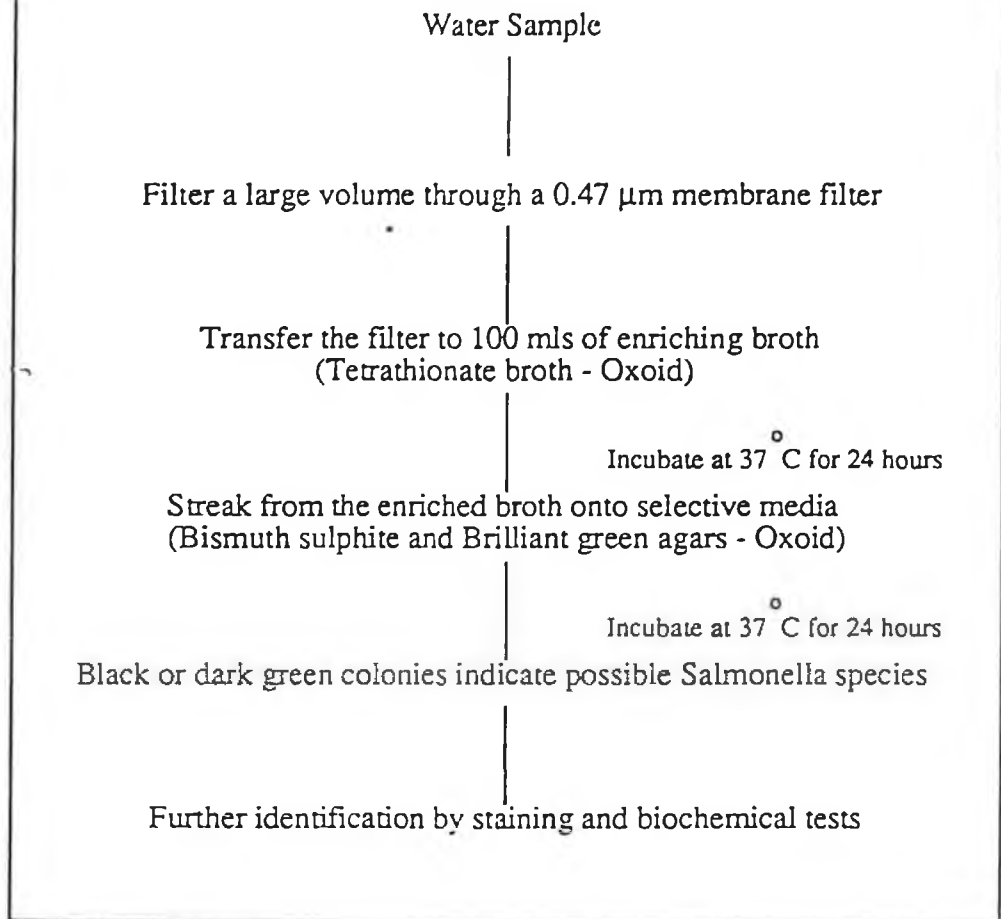 Water Sample
Filter a large volume through a 0.47 µm membrane filter
Transfer the filter to 100 mls of enriching broth
(Tetrathionate broth - Oxoid)
Incubate at 37 °C for 24 hours
Streak from the enriched broth onto selective media
(Bismuth sulphite and Brilliant green agars - Oxoid)
Incubate at 37 °C for 24 hours
Black or dark green colonies indicate possible Salmonella species
Further identification by staining and biochemical tests